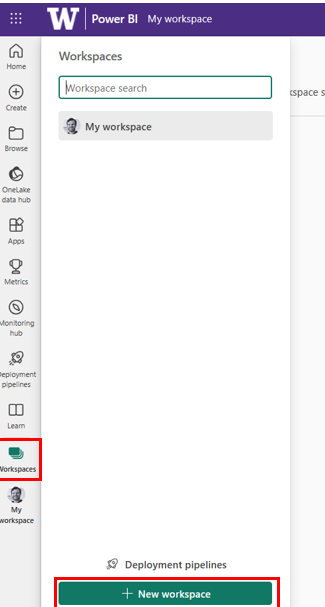 W Power BI My workspace
Home
Create
Browse
OneLake
data hub
Apps
Metrics
Monitoring
hub
Deployment
pipelines
Learn
Workspaces
My
workspace
Workspaces
Workspace search
My workspace
Deployment pipelines
+ New workspace
kspace s